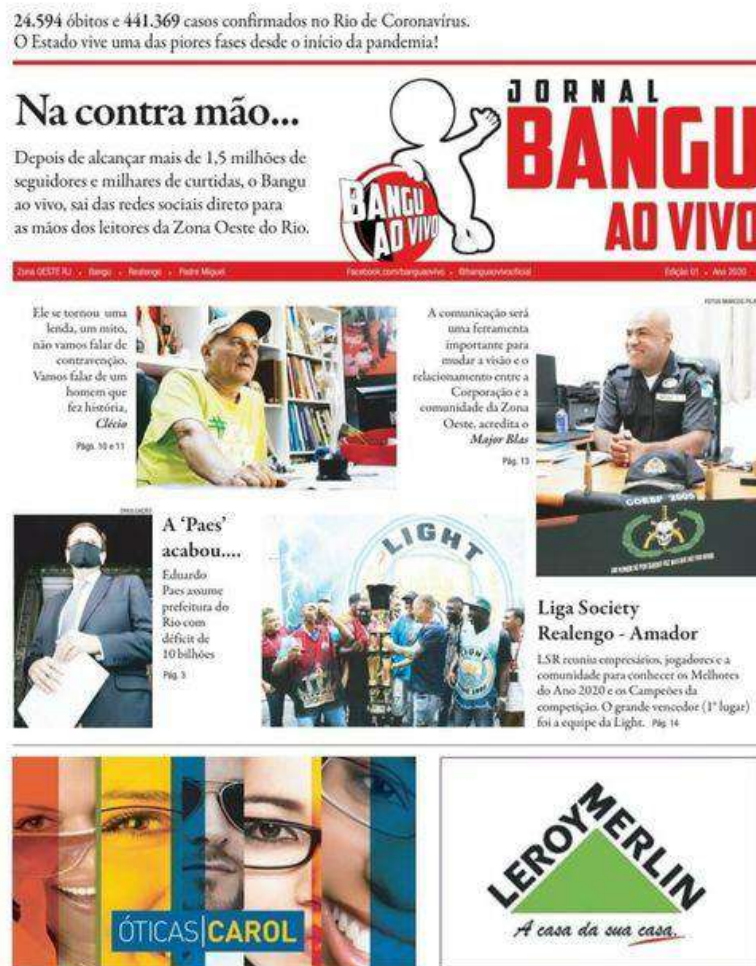 24.594 óbitos e 441.369 casos confirmados no Rio de Coronavírus.
O Estado vive uma das piores fases desde o início da pandemia!
Na contra mão...
Depois de alcançar mais de 1,5 milhões de
seguidores e milhares de curtidas, o Bangu
ao vivo, sai das redes sociais direto para
as mãos dos leitores da Zona Oeste do Rio.
BANGU
AO VIVO
JORNAL
BANGU
AO VIVO
Zona OESTE RJ • Bangu • Realengo • Padre Miguel
Facebook.com/banguaovivo • @banguaovivooficial
Edição 01 • Ano 2020
Ele se tornou uma
lenda, um mito,
não vamos falar de
contravenção.
Vamos falar de um
homem que
fez história,
Clécio
Págs. 10 e 11
A comunicação será
uma ferramenta
importante para
mudar a visão e o
relacionamento entre a
Corporação e a
comunidade da Zona
Oeste, acredita o
Major Blas
Pág. 13
DIVULGAÇÃO
A 'Paes'
acabou....
Eduardo
Paes assume
prefeitura do
Rio com
déficit de
10 bilhões
Pág. 3
LIGHT
LIGHT
COESP 2005
Liga Society
Realengo - Amador
LSR reuniu empresários, jogadores e a
comunidade para conhecer os Melhores
do Ano 2020 e os Campeões da
competição. O grande vencedor (1º lugar)
foi a equipe da Light. Pág. 14
ÓTICAS|CAROL
LEROY MERLIN
A casa da sua casa.